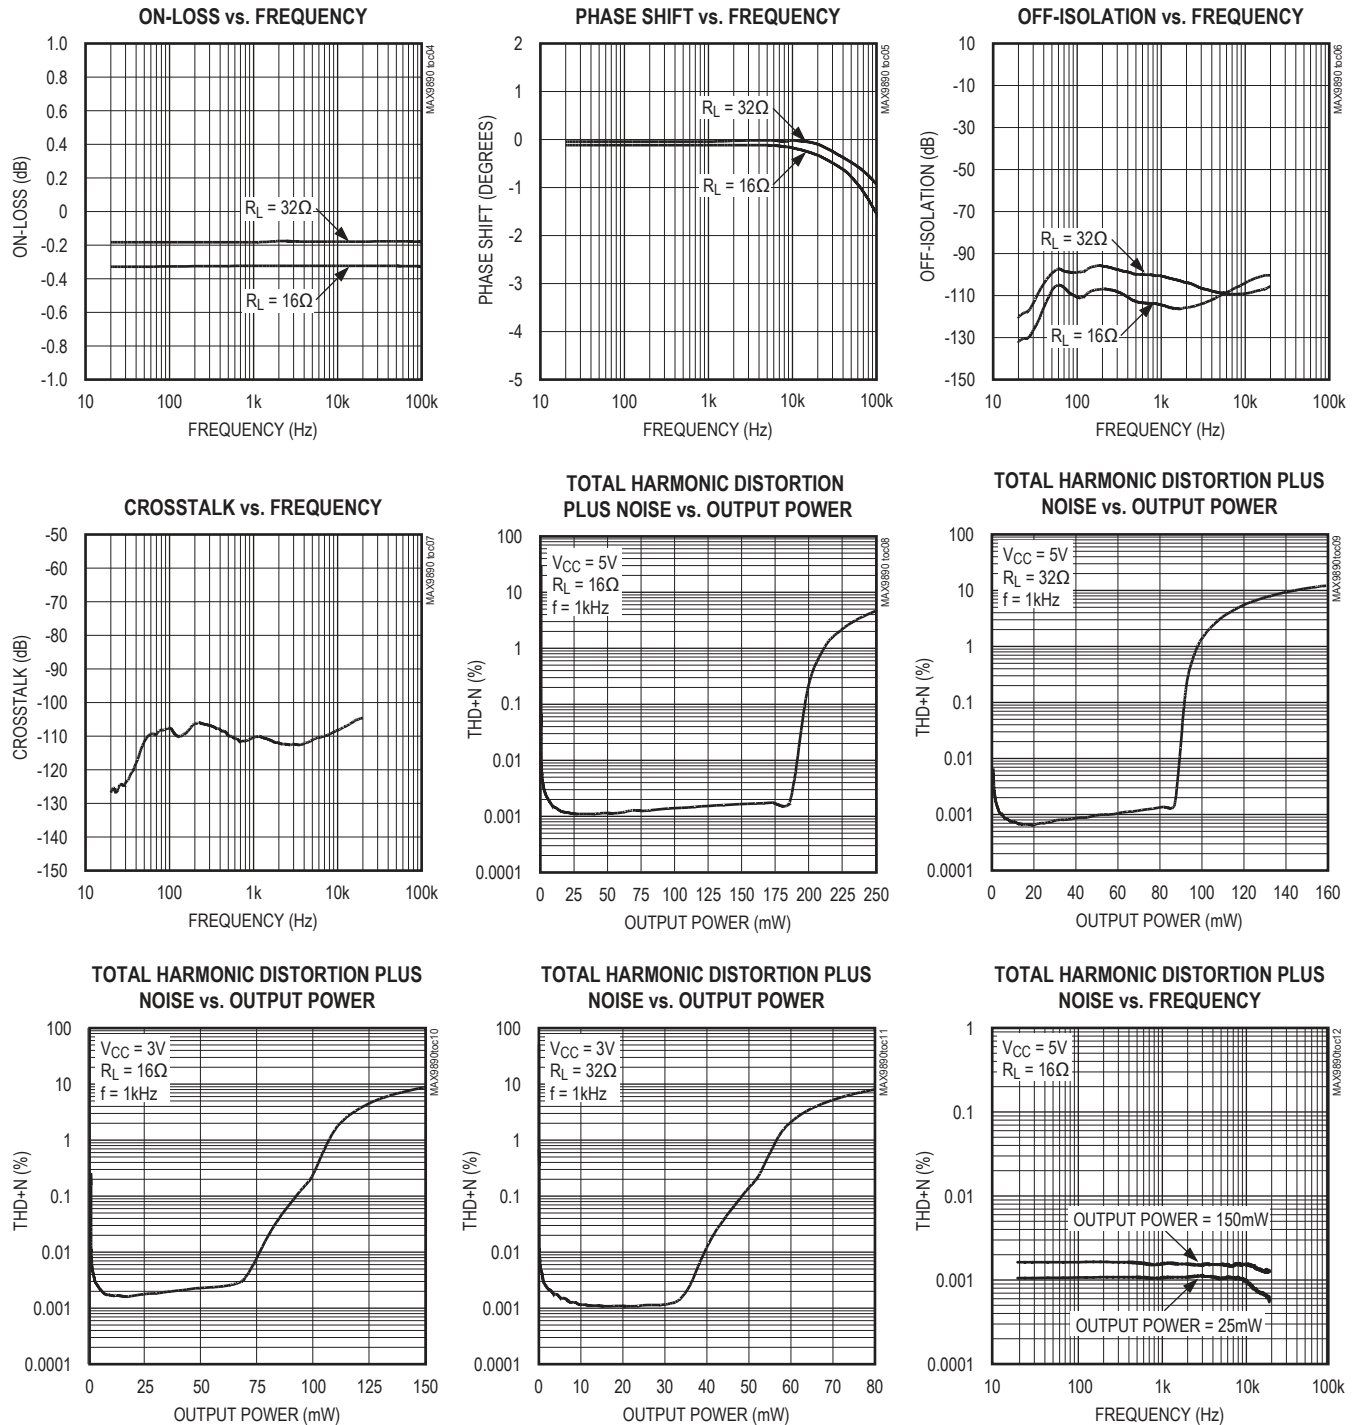 ON-LOSS vs. FREQUENCY
MAX9890 toc04
ON-LOSS (dB)
1.0
0.8
0.6
0.4
0.2
0
-0.2
-0.4
-0.6
-0.8
-1.0
RL = 32Ω
RL = 16Ω
10 100 1k 10k 100k
FREQUENCY (Hz)
PHASE SHIFT vs. FREQUENCY
MAX9890 toc05
PHASE SHIFT (DEGREES)
2
1
0
-1
-2
-3
-4
-5
RL = 32Ω
RL = 16Ω
10 100 1k 10k 100k
FREQUENCY (Hz)
OFF-ISOLATION vs. FREQUENCY
MAX9890 toc06
OFF-ISOLATION (dB)
10
-10
-30
-50
-70
-90
-110
-130
-150
RL = 32Ω
RL = 16Ω
10 100 1k 10k 100k
FREQUENCY (Hz)
CROSSTALK vs. FREQUENCY
MAX9890 toc07
CROSSTALK (dB)
-50
-60
-70
-80
-90
-100
-110
-120
-130
-140
-150
10 100 1k 10k 100k
FREQUENCY (Hz)
TOTAL HARMONIC DISTORTION
PLUS NOISE vs. OUTPUT POWER
MAX9890 toc08
THD+N (%)
100
10
1
0.1
0.01
0.001
0.0001
VCC = 5V
RL = 16Ω
f = 1kHz
0 25 50 75 100 125 150 175 200 225 250
OUTPUT POWER (mW)
TOTAL HARMONIC DISTORTION PLUS
NOISE vs. OUTPUT POWER
MAX9890 toc09
THD+N (%)
100
10
1
0.1
0.01
0.001
0.0001
VCC = 5V
RL = 32Ω
f = 1kHz
0 20 40 60 80 100 120 140 160
OUTPUT POWER (mW)
TOTAL HARMONIC DISTORTION PLUS
NOISE vs. OUTPUT POWER
MAX9890toc10
THD+N (%)
100
10
1
0.1
0.01
0.001
0.0001
VCC = 3V
RL = 16Ω
f = 1kHz
0 25 50 75 100 125 150
OUTPUT POWER (mW)
TOTAL HARMONIC DISTORTION PLUS
NOISE vs. OUTPUT POWER
MAX9890toc11
THD+N (%)
100
10
1
0.1
0.01
0.001
0.0001
VCC = 3V
RL = 32Ω
f = 1kHz
0 10 20 30 40 50 60 70 80
OUTPUT POWER (mW)
TOTAL HARMONIC DISTORTION PLUS
NOISE vs. FREQUENCY
MAX9890toc12
THD+N (%)
1
0.1
0.01
0.001
0.0001
VCC = 5V
RL = 16Ω
OUTPUT POWER = 150mW
OUTPUT POWER = 25mW
10 100 1k 10k 100k
FREQUENCY (Hz)